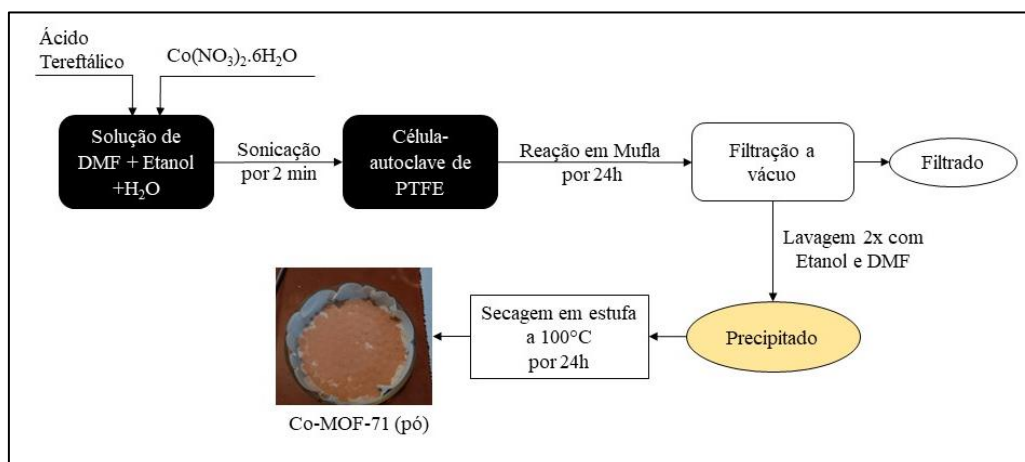 Ácido
Tereftálico
Co(NO₃)₂.6H₂O
Solução de
DMF + Etanol
+H₂O
Sonicação
por 2 min
Célula-
autoclave de
PTFE
Reação em Mufla
por 24h
Filtração a
vácuo
Filtrado
Lavagem 2x com
Etanol e DMF
Precipitado
Secagem em estufa
a 100°C
por 24h
Co-MOF-71 (pó)